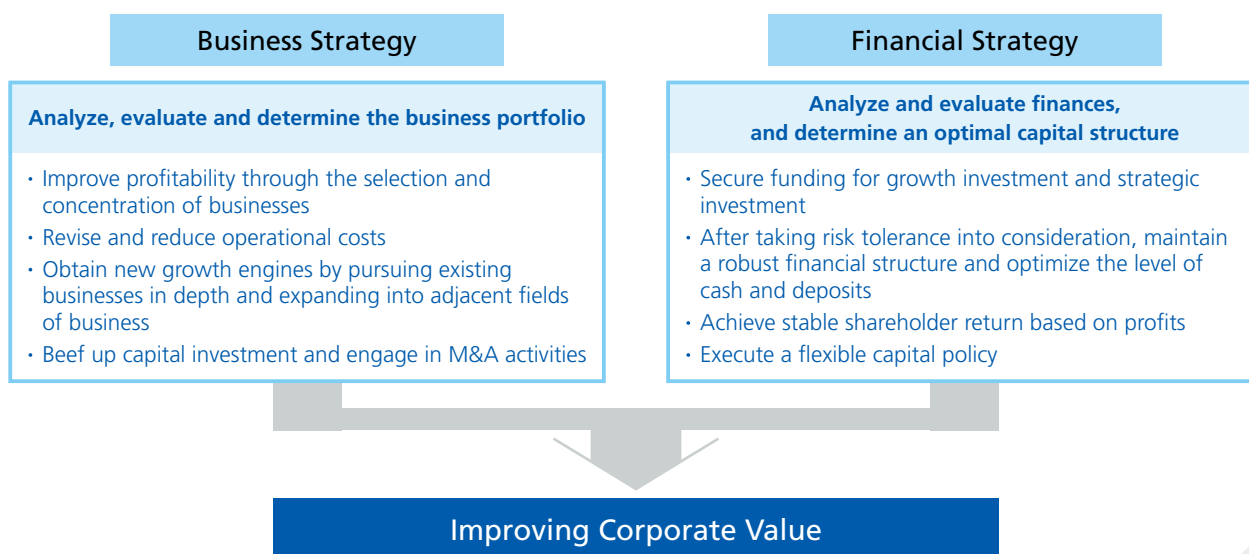 Business Strategy
Analyze, evaluate and determine the business portfolio
・Improve profitability through the selection and
concentration of businesses
・Revise and reduce operational costs
・Obtain new growth engines by pursuing existing
businesses in depth and expanding into adjacent fields
of business
・Beef up capital investment and engage in M&A activities
Financial Strategy
Analyze and evaluate finances,
and determine an optimal capital structure
・Secure funding for growth investment and strategic
investment
・After taking risk tolerance into consideration, maintain
a robust financial structure and optimize the level of
cash and deposits
・Achieve stable shareholder return based on profits
・Execute a flexible capital policy
Improving Corporate Value